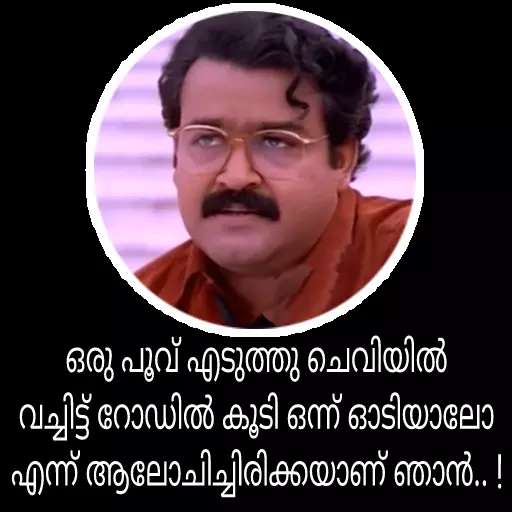 ഒരു പൂവ് എടുത്തു ചെവിയിൽ
വച്ചിട്ട് റോഡിൽ കൂടി ഒന്ന് ഓടിയാലോ
എന്ന് ആലോചിച്ചിരിക്കയാണ് ഞാൻ.. !